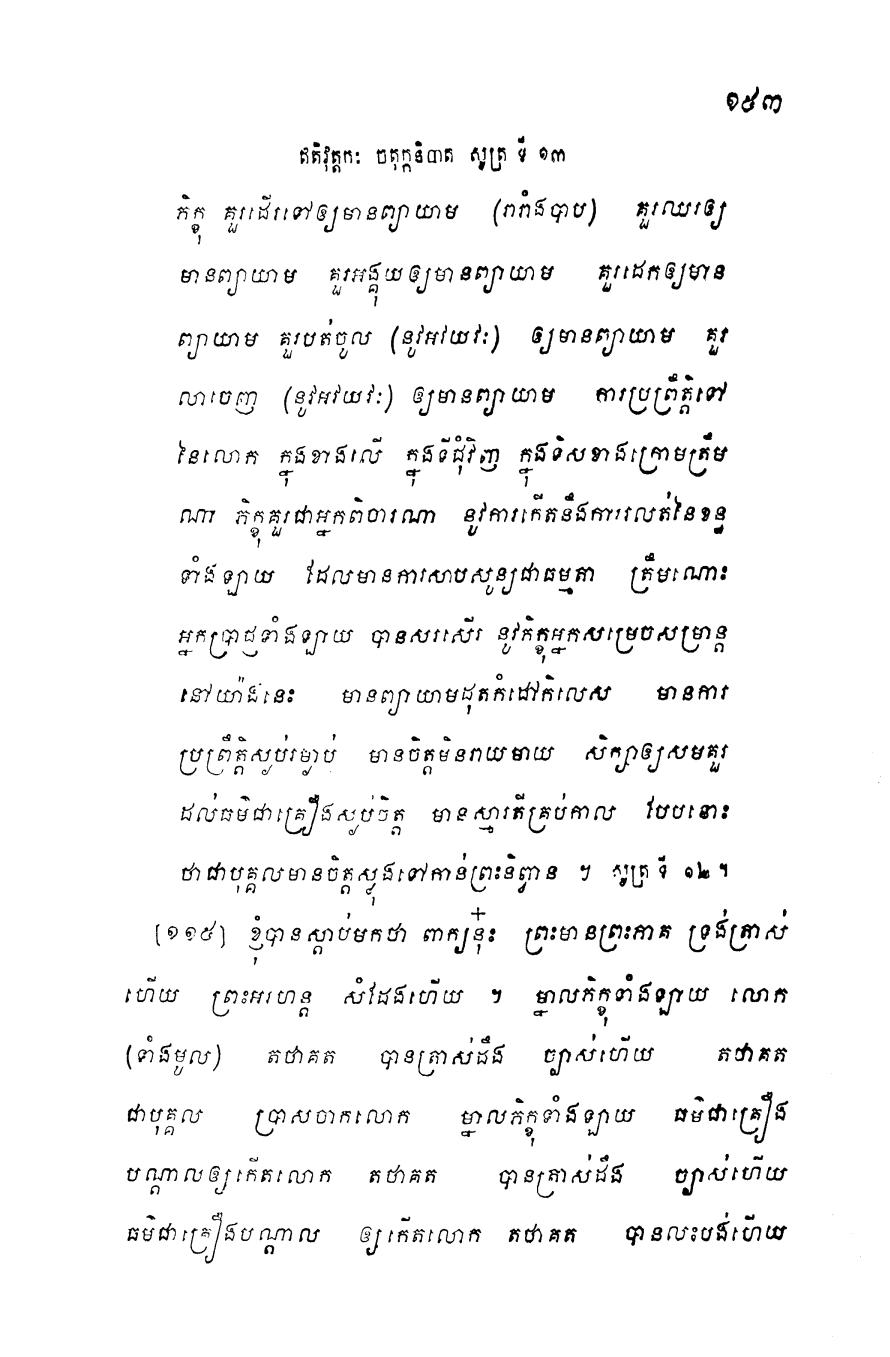 ១៥៣
ឥតិវុត្តកៈ ចតុក្កនិបាត សូត្រ ទី ១៣
ភិក្ខុ គួរដើរទៅឲ្យមានព្យាយាម (រារាំងបាប) គួរឈរឲ្យ
មានព្យាយាម គួរអង្គុយឲ្យមានព្យាយាម គួរដេកឲ្យមាន
ព្យាយាម គួរបត់ចូល (នូវអវយវៈ) ឲ្យមានព្យាយាម គួរ
លាចេញ (នូវអវយវៈ) ឲ្យមានព្យាយាម ការប្រព្រឹត្តិទៅ
នៃលោក ក្នុងខាងលើ ក្នុងទីជុំវិញ ក្នុងទិសខាងក្រោមត្រឹម
ណា ភិក្ខុគួរជាអ្នកពិចារណា នូវការកើតនឹងការរលត់នៃខន្ធ
ទាំងឡាយ ដែលមានការសាបសូន្យជាធម្មតា ត្រឹមណោះ
អ្នកប្រាជ្ញទាំងឡាយ បានសរសើរ នូវភិក្ខុអ្នកសម្រេចសម្រាន្ត
នៅយ៉ាងនេះ មានព្យាយាមដុតកំដៅកិលេស មានការ
ប្រព្រឹត្តិស្ងប់រម្ងាប់ មានចិត្តមិនរាយមាយ សិក្សាឲ្យសមគួរ
ដល់ធម៌ជាគ្រឿងស្ងប់ចិត្ត មានស្មារតីគ្រប់កាល បែបនោះ
ថាជាបុគ្គលមានចិត្តស្លុងទៅកាន់ព្រះនិព្វាន ។ សូត្រ ទី ១២ ។
[១១៥] ខ្ញុំបានស្តាប់មកថា ពាក្យនុ៎ះ ព្រះមានព្រះភាគ ទ្រង់ត្រាស់
ហើយ ព្រះអរហន្ត សំដែងហើយ ។ ម្នាលភិក្ខុទាំងឡាយ លោក
(ទាំងមូល) តថាគត បានត្រាស់ដឹង ច្បាស់ហើយ តថាគត
ជាបុគ្គល ប្រាសចាកលោក ម្នាលភិក្ខុទាំងឡាយ ធម៌ជាគ្រឿង
បណ្តាលឲ្យកើតលោក តថាគត បានត្រាស់ដឹង ច្បាស់ហើយ
ធម៌ជាគ្រឿងបណ្តាល ឲ្យកើតលោក តថាគត បានលះបង់ហើយ